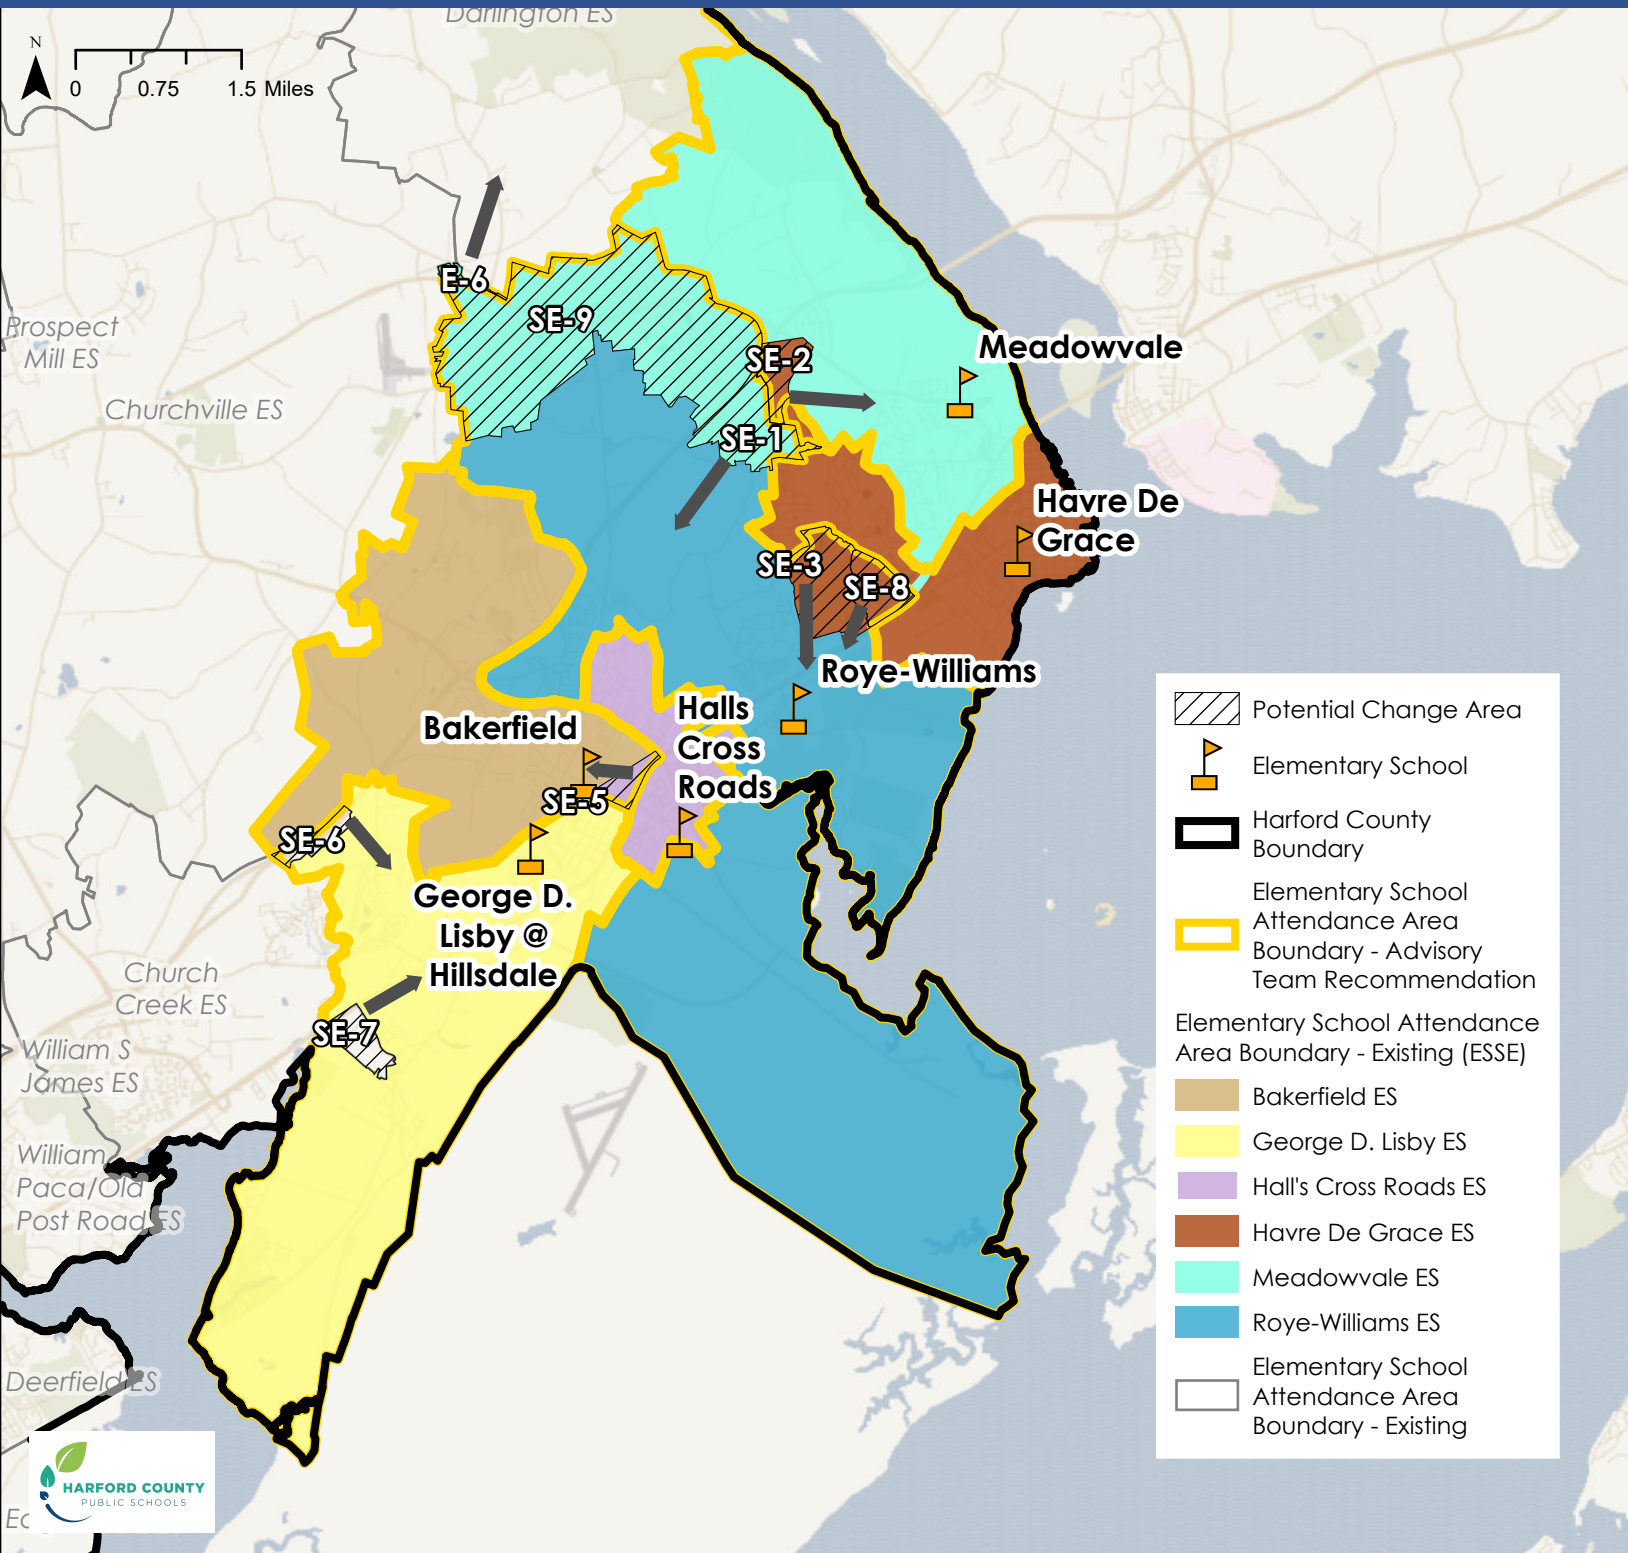 Darlington ES
N
0 0.75 1.5 Miles
E-6
SE-9
Prospect
Mill ES
SE-2
Meadowvale
Churchville ES
SE-1
Havre De
Grace
SE-3
SE-8
Roye-Williams
Halls
Cross
Roads
Bakerfield
SE-5
SE-6
George D.
Lisby @
Hillsdale
Church
Creek ES
SE-7
William S
James ES
William
Paca/Old
Post Road ES
Deerfield ES
HARFORD COUNTY
PUBLIC SCHOOLS
Potential Change Area
Elementary School
Harford County
Boundary
Elementary School
Attendance Area
Boundary - Advisory
Team Recommendation
Elementary School Attendance
Area Boundary - Existing (ESSE)
Bakerfield ES
George D. Lisby ES
Hall's Cross Roads ES
Havre De Grace ES
Meadowvale ES
Roye-Williams ES
Elementary School
Attendance Area
Boundary - Existing